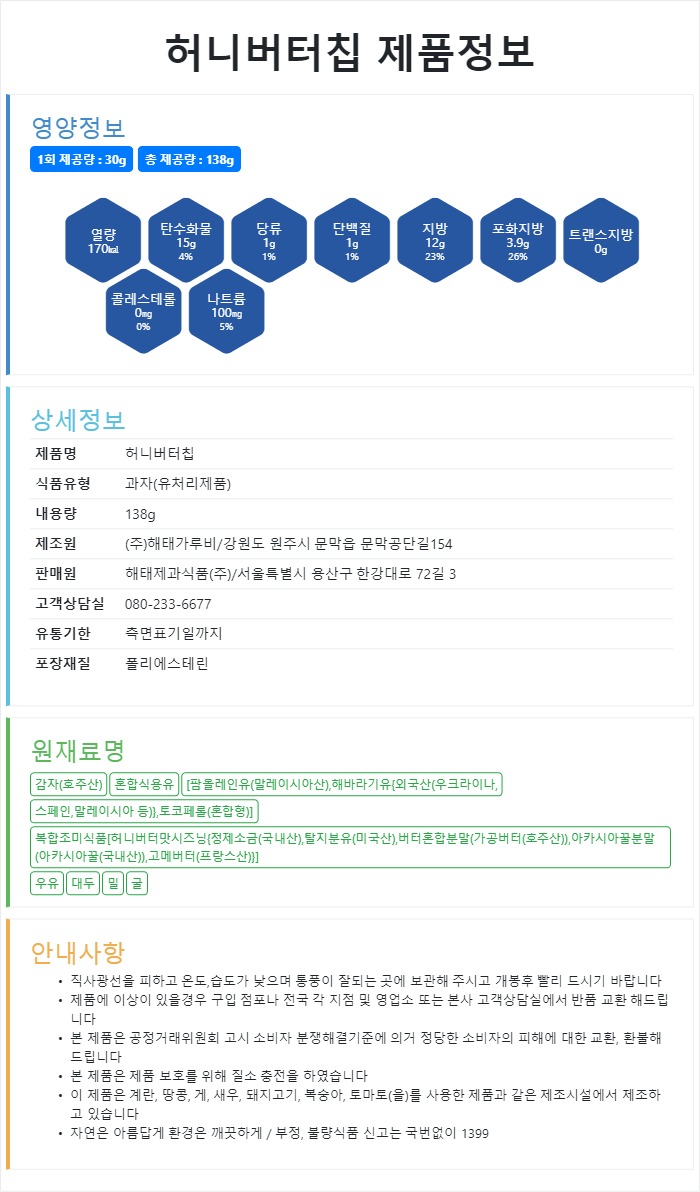 허니버터칩 제품정보
영양정보
1회 제공량 : 30g 총 제공량 : 138g
열량
170㎉
탄수화물
15g
4%
당류
1g
1%
단백질
1g
1%
지방
12g
23%
포화지방
3.9g
26%
트랜스지방
0g
콜레스테롤
0㎎
0%
나트륨
100㎎
5%
상세정보
제품명 허니버터칩
식품유형 과자(유처리제품)
내용량 138g
제조원 (주)해태가루비/강원도 원주시 문막읍 문막공단길154
판매원 해태제과식품(주)/서울특별시 용산구 한강대로 72길 3
고객상담실 080-233-6677
유통기한 측면표기일까지
포장재질 폴리에스테린
원재료명
감자(호주산) 혼합식용유 [팜올레인유(말레이시아산),해바라기유{외국산(우크라이나,
스페인,말레이시아 등)},토코페롤(혼합형)]
복합조미식품[허니버터맛시즈닝{정제소금(국내산),탈지분유(미국산),버터혼합분말(가공버터(호주산)),아카시아꿀분말
(아카시아꿀(국내산)),고메버터(프랑스산)}]
우유 대두 밀 굴
안내사항
• 직사광선을 피하고 온도,습도가 낮으며 통풍이 잘되는 곳에 보관해 주시고 개봉후 빨리 드시기 바랍니다
• 제품에 이상이 있을경우 구입 점포나 전국 각 지점 및 영업소 또는 본사 고객상담실에서 반품 교환 해드립
니다
• 본 제품은 공정거래위원회 고시 소비자 분쟁해결기준에 의거 정당한 소비자의 피해에 대한 교환, 환불해
드립니다
• 본 제품은 제품 보호를 위해 질소 충전을 하였습니다
• 이 제품은 계란, 땅콩, 게, 새우, 돼지고기, 복숭아, 토마토(을)를 사용한 제품과 같은 제조시설에서 제조하
고 있습니다
• 자연은 아름답게 환경은 깨끗하게 / 부정, 불량식품 신고는 국번없이 1399